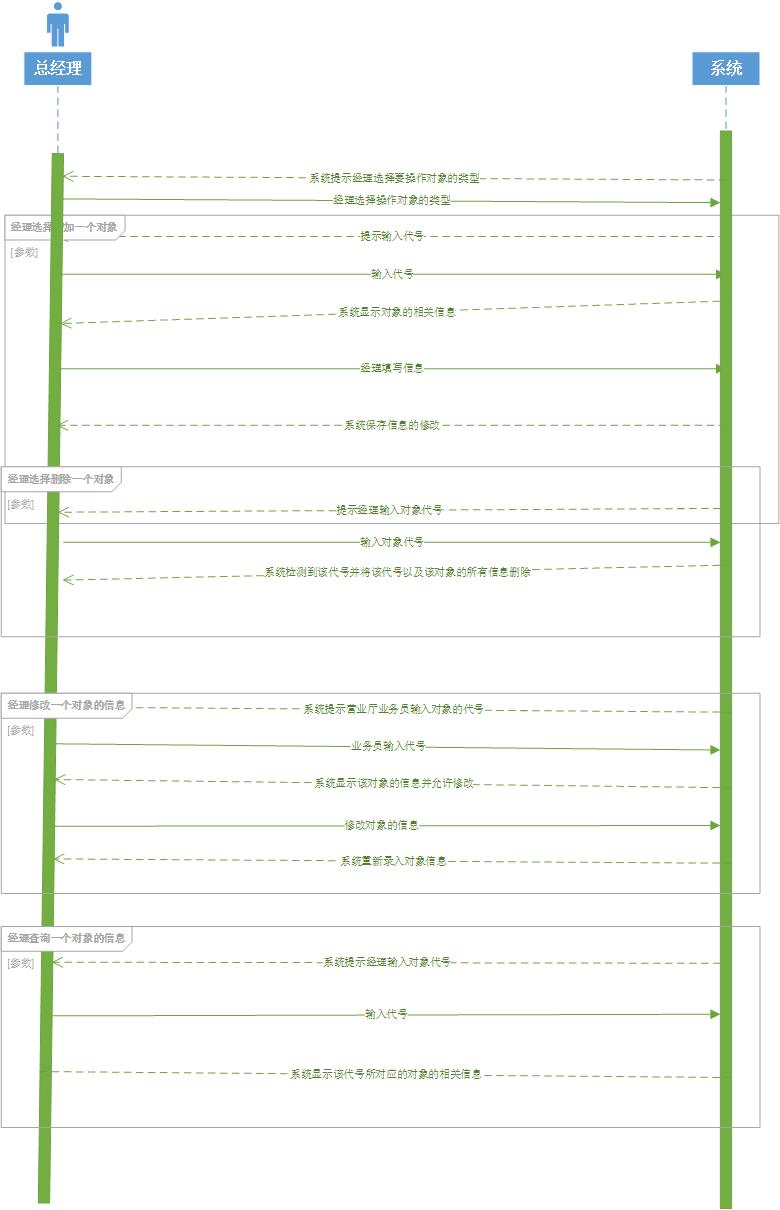 总经理
系统
系统提示经理选择要操作对象的类型
经理选择操作对象的类型
经理选择 加一个对象
提示输入代号
[参数]
输入代号
系统显示对象的相关信息
经理填写信息
系统保存信息的修改
经理选择删除一个对象
[参数]
提示经理输入对象代号
输入对象代号
系统检测到该代号并将该代号以及该对象的所有信息删除
经理修改一个对象的信息
系统提示营业厅业务员输入对象的代号
[参数]
业务员输入代号
系统显示该对象的信息并允许修改
修改对象的信息
系统重新录入对象信息
经理查询一个对象的信息
[参数]
系统提示经理输入对象代号
输入代号
系统显示该代号所对应的对象的相关信息